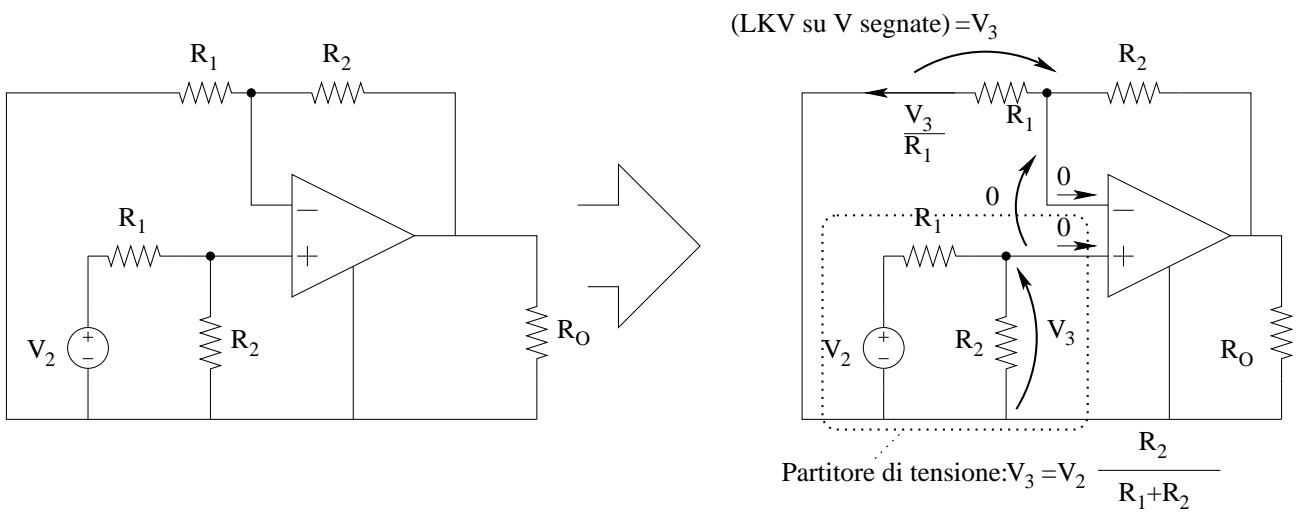 (LKV su V segnate) =V3
R1
R2
R2
V3
R1
R1
0
0
R1
0
R1
V2
R2
RO
V2
R2
V3
RO
Partitore di tensione:V3 =V2 R2
R1+R2